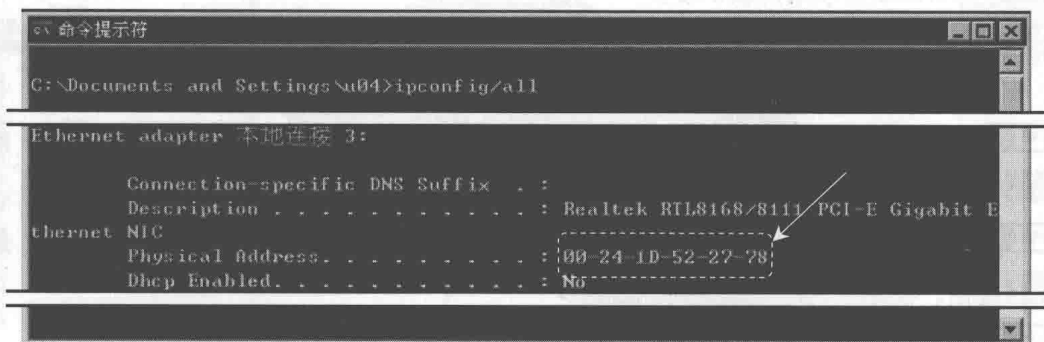 命令提示符
C:\Documents and Settings\u04>ipconfig/all
Ethernet adapter 本地连接 3:
Connection-specific DNS Suffix . :
Description . . . . . . . . . . . : Realtek RTL8168/8111 PCI-E Gigabit E
thernet NIC
Physical Address. . . . . . . . . : 00-24-1D-52-27-78
Dhcp Enabled. . . . . . . . . . . : No